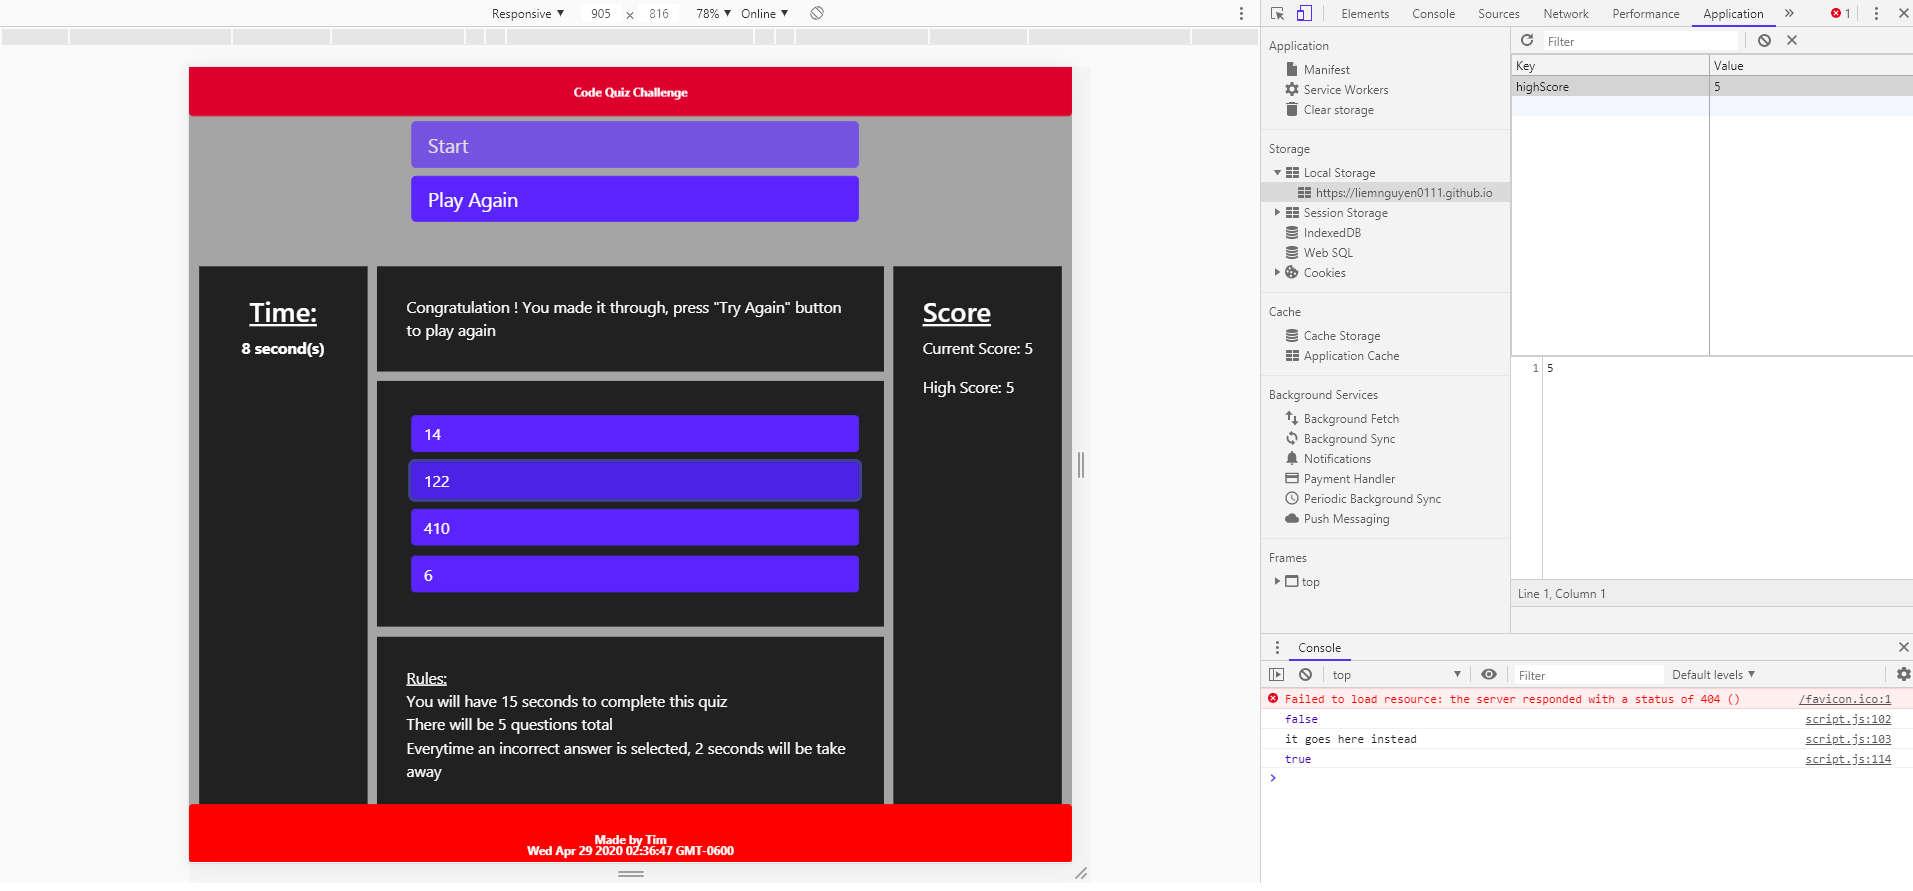 Responsive ▼ 905 x 816 78% ▼ Online ▼
Code Quiz Challenge
Start
Play Again
Time:
8 second(s)
Congratulation ! You made it through, press "Try Again" button
to play again
14
122
410
6
Rules:
You will have 15 seconds to complete this quiz
There will be 5 questions total
Everytime an incorrect answer is selected, 2 seconds will be take
away
Score
Current Score: 5
High Score: 5
Made by Tim
Wed Apr 29 2020 02:36:47 GMT-0600
Elements Console Sources Network Performance Application » 1
Application
Manifest
Service Workers
Clear storage
Storage
Local Storage
https://liemnguyen0111.github.io
Session Storage
IndexedDB
Web SQL
Cookies
Cache
Cache Storage
Application Cache
Background Services
Background Fetch
Background Sync
Notifications
Payment Handler
Periodic Background Sync
Push Messaging
Frames
top
Filter
Key Value
highScore 5
1 5
Line 1, Column 1
Console
top ▼ Filter Default levels ▼
Failed to load resource: the server responded with a status of 404 () /favicon.ico:1
false script.js:102
it goes here instead script.js:103
true script.js:114
>